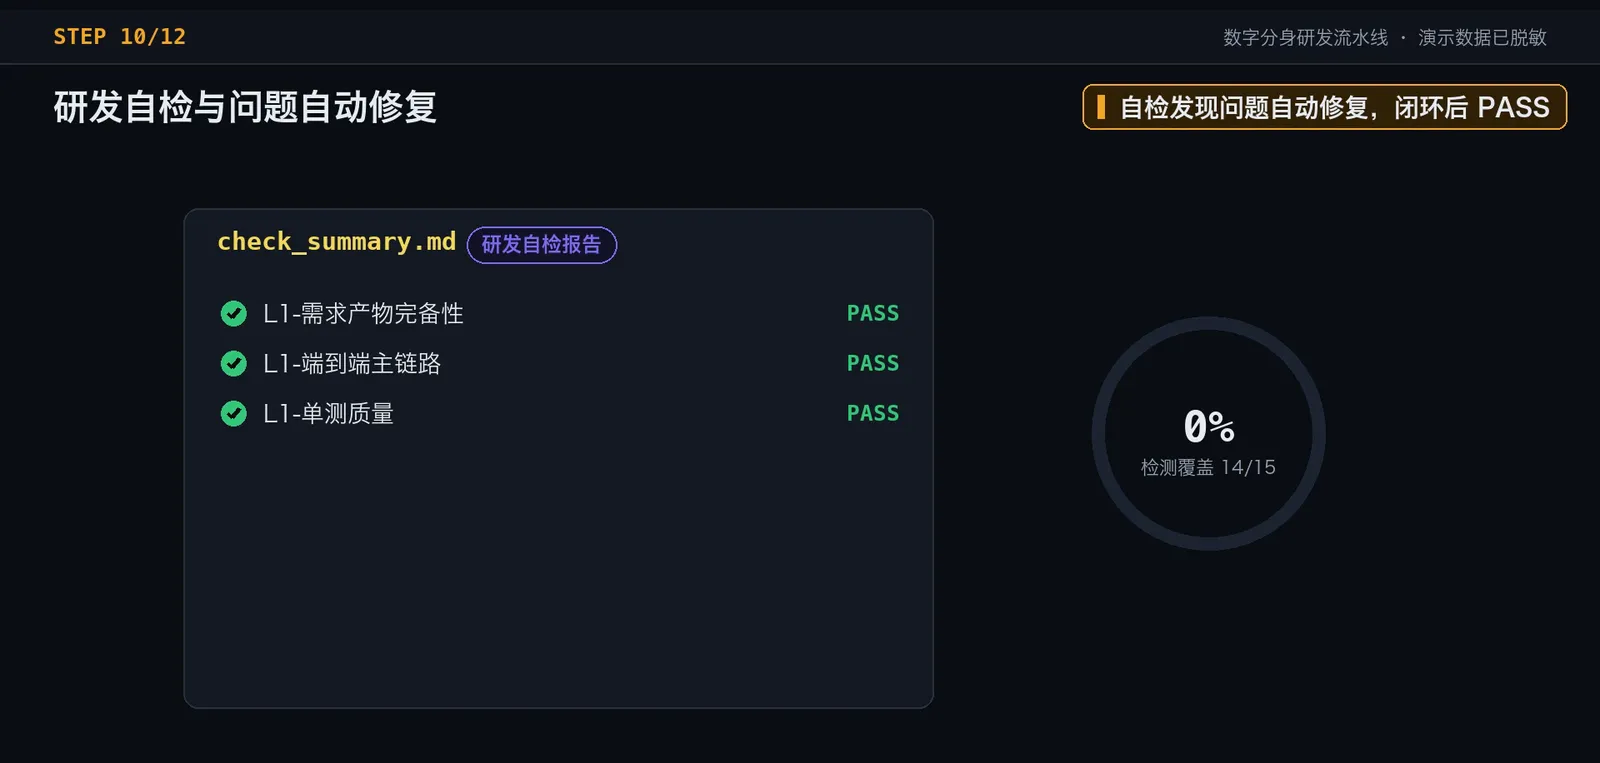 STEP 10/12
数字分身研发流水线 · 演示数据已脱敏
研发自检与问题自动修复
自检发现问题自动修复，闭环后 PASS
check_summary.md 研发自检报告
L1-需求产物完备性 PASS
L1-端到端主链路 PASS
L1-单测质量 PASS
0%
检测覆盖 14/15